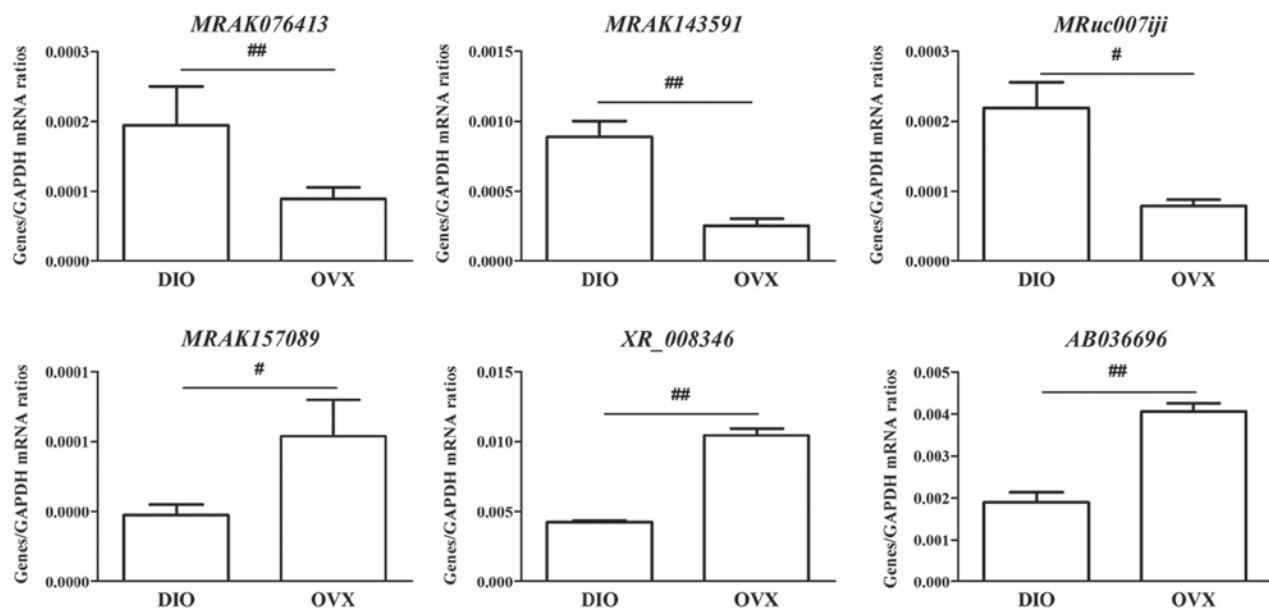 MRAK076413
##
Genes/GAPDH mRNA ratios
0.0003
0.0002
0.0001
0.0000
DIO OVX
MRAK143591
##
Genes/GAPDH mRNA ratios
0.0015
0.0010
0.0005
0.0000
DIO OVX
MRuc007iji
#
Genes/GAPDH mRNA ratios
0.0003
0.0002
0.0001
0.0000
DIO OVX
MRAK157089
#
Genes/GAPDH mRNA ratios
0.0001
0.0001
0.0000
0.0000
DIO OVX
XR_008346
##
Genes/GAPDH mRNA ratios
0.015
0.010
0.005
0.000
DIO OVX
AB036696
##
Genes/GAPDH mRNA ratios
0.005
0.004
0.003
0.002
0.001
0.000
DIO OVX